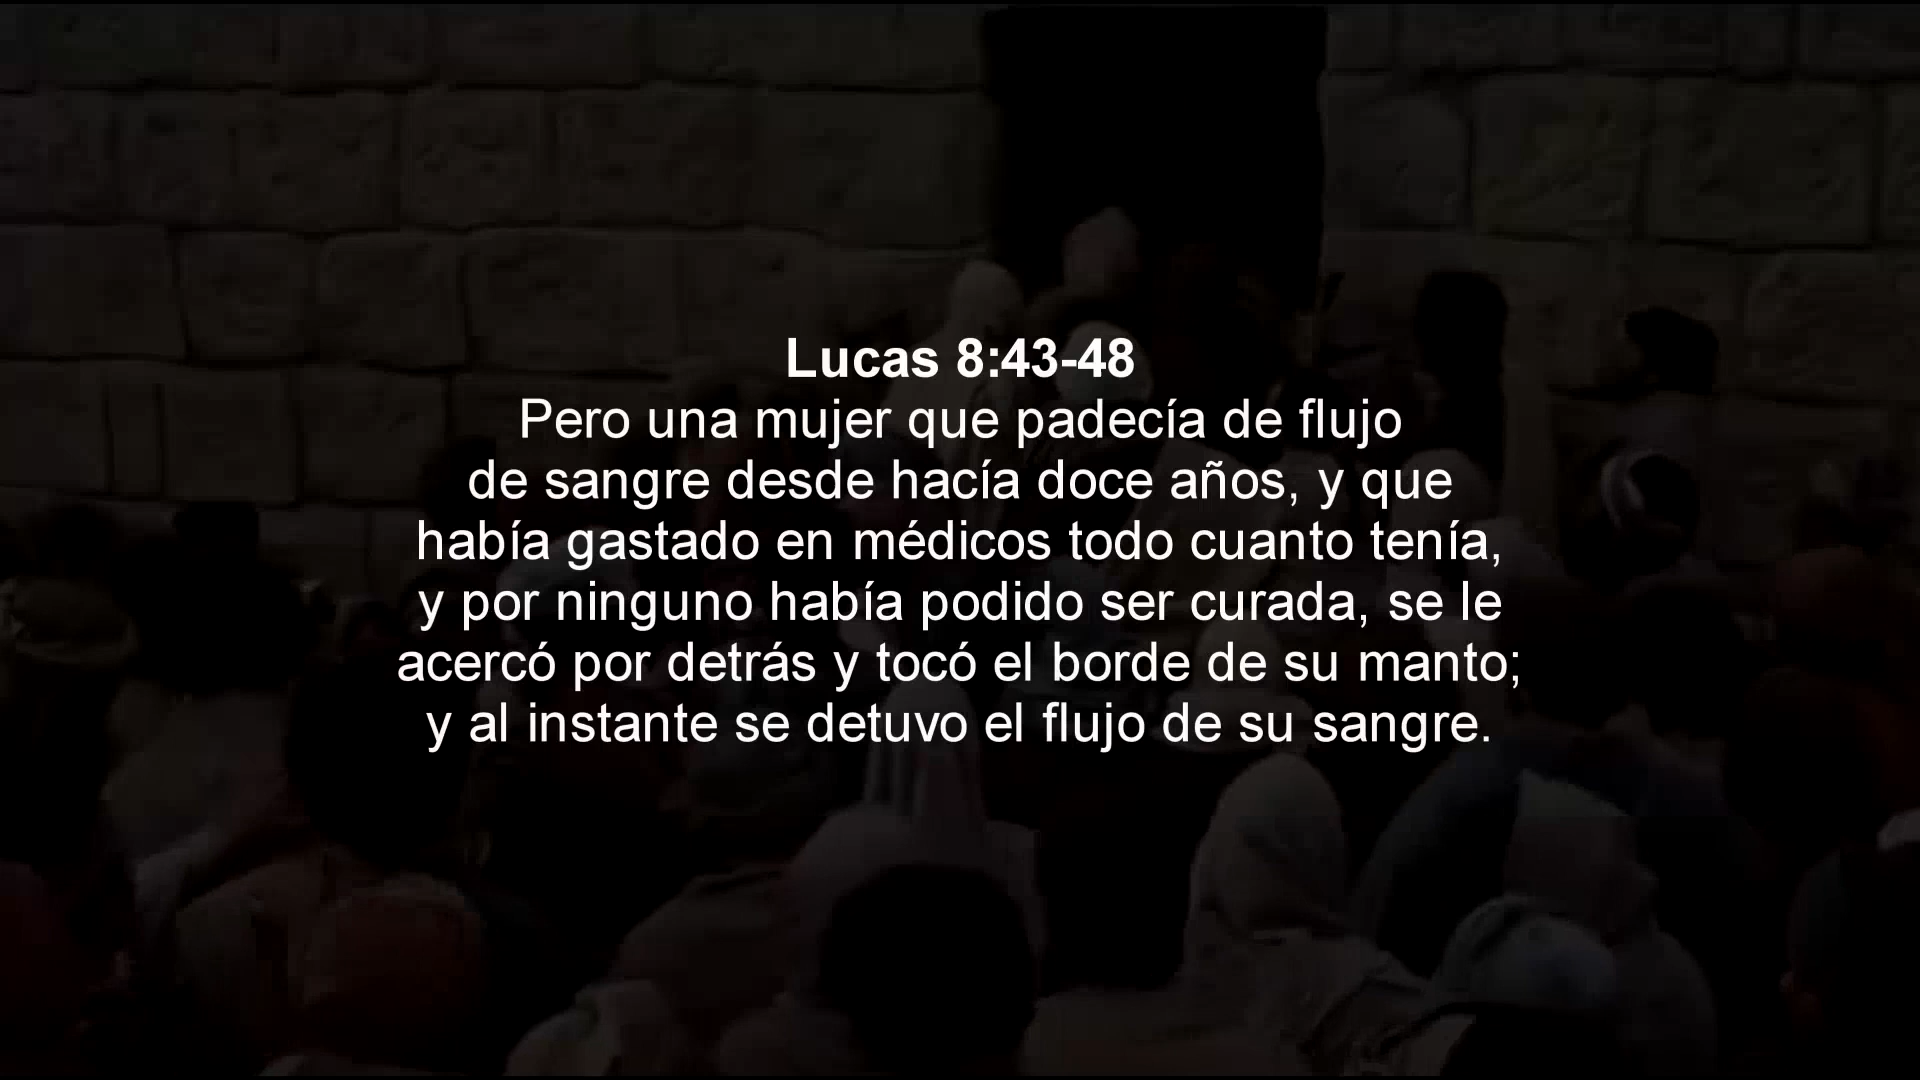 Lucas 8:43-48
Pero una mujer que padecía de flujo
de sangre desde hacía doce años, y que
había gastado en médicos todo cuanto tenía,
y por ninguno había podido ser curada, se le
acercó por detrás y tocó el borde de su manto;
y al instante se detuvo el flujo de su sangre.